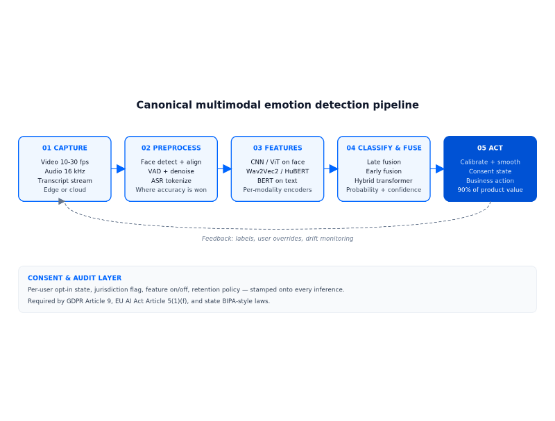 Canonical multimodal emotion detection pipeline
01 CAPTURE
Video 10-30 fps
Audio 16 kHz
Transcript stream
Edge or cloud
02 PREPROCESS
Face detect + align
VAD + denoise
ASR tokenize
Where accuracy is won
03 FEATURES
CNN / ViT on face
Wav2Vec2 / HuBERT
BERT on text
Per-modality encoders
04 CLASSIFY & FUSE
Late fusion
Early fusion
Hybrid transformer
Probability + confidence
05 ACT
Calibrate + smooth
Consent state
Business action
90% of product value
Feedback: labels, user overrides, drift monitoring
CONSENT & AUDIT LAYER
Per-user opt-in state, jurisdiction flag, feature on/off, retention policy — stamped onto every inference.
Required by GDPR Article 9, EU AI Act Article 5(1)(f), and state BIPA-style laws.